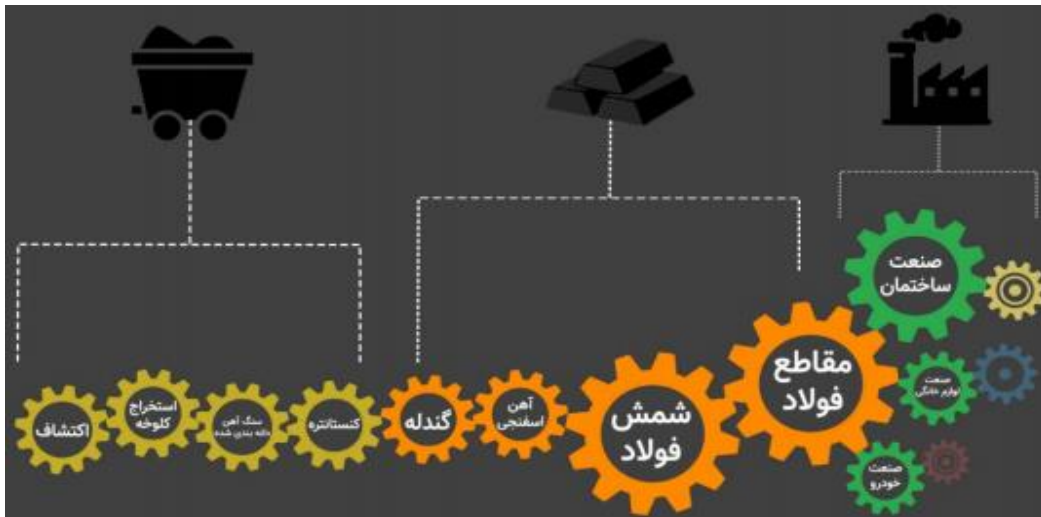 اکتشاف
استخراج
کلوخه
سنگ آهن
دانه بندی شده
کنستانتره
گندله
آهن
اسفنجی
شمش
فولاد
مقاطع
فولاد
صنعت
ساختمان
صنعت
لوازم خانگی
صنعت
خودرو